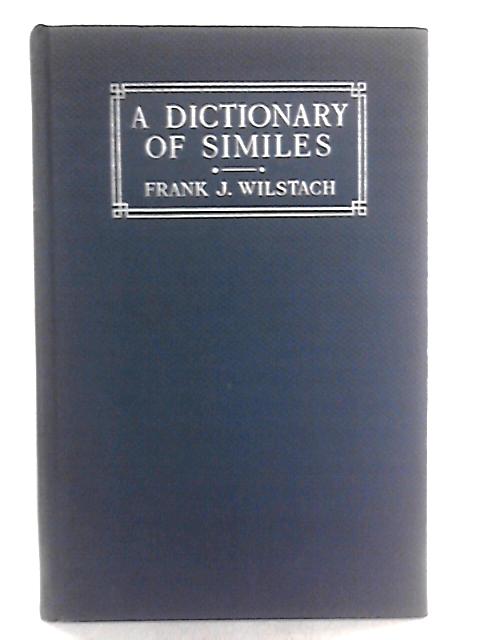 A DICTIONARY
OF SIMILES
FRANK J. WILSTACH